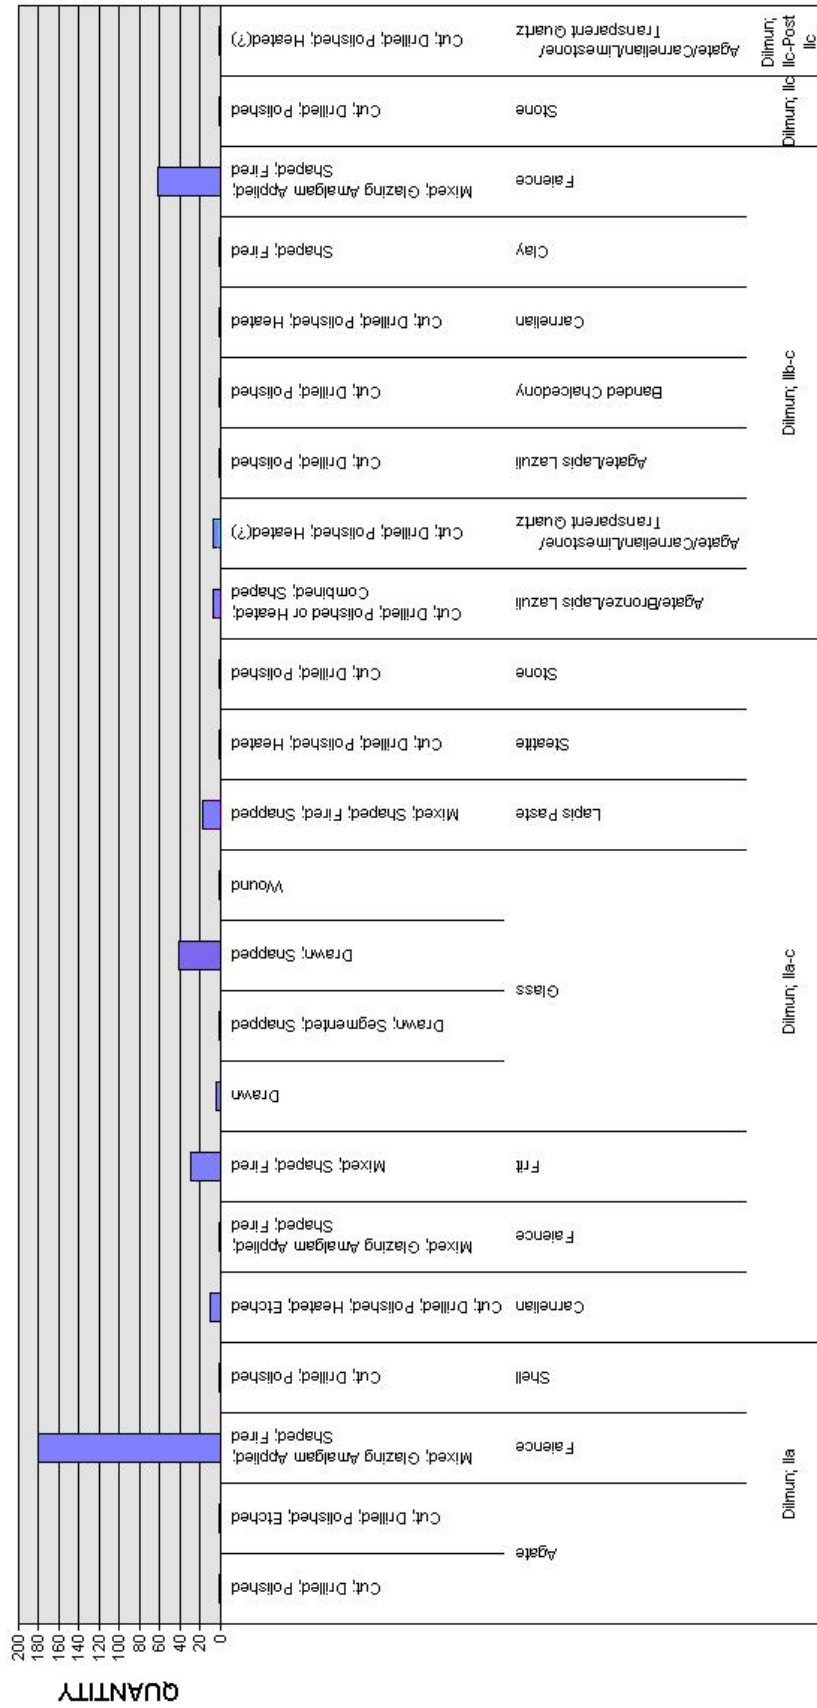 QUANTITY
200
180
160
140
120
100
80
60
40
20
0
Cut; Drilled; Polished
Cut; Drilled; Polished; Etched
Agate
Mixed; Glazing Amalgam Applied;
Shaped; Fired
Faience
Cut; Drilled; Polished
Shell
Dilmun; IIa
Cut; Drilled; Polished; Heated; Etched
Carnelian
Mixed; Glazing Amalgam Applied;
Shaped; Fired
Faience
Mixed; Shaped; Fired
Frit
Drawn
Drawn; Segmented; Snapped
Drawn; Snapped
Wound
Glass
Mixed; Shaped; Fired; Snapped
Lapis Paste
Cut; Drilled; Polished; Heated
Steatite
Cut; Drilled; Polished
Stone
Dilmun; IIa-c
Cut; Drilled; Polished or Heated;
Combined; Shaped
Agate/Bronze/Lapis Lazuli
Cut; Drilled; Polished; Heated(?)
Agate/Carnelian/Limestone/
Transparent Quartz
Cut; Drilled; Polished
Agate/Lapis Lazuli
Cut; Drilled; Polished
Banded Chalcedony
Cut; Drilled; Polished; Heated
Carnelian
Shaped; Fired
Clay
Mixed; Glazing Amalgam Applied;
Shaped; Fired
Faience
Dilmun; IIb-c
Cut; Drilled; Polished
Stone
Dilmun; IIc
Cut; Drilled; Polished; Heated(?)
Agate/Carnelian/Limestone/
Transparent Quartz
Dilmun;
IIc-Post
IIc